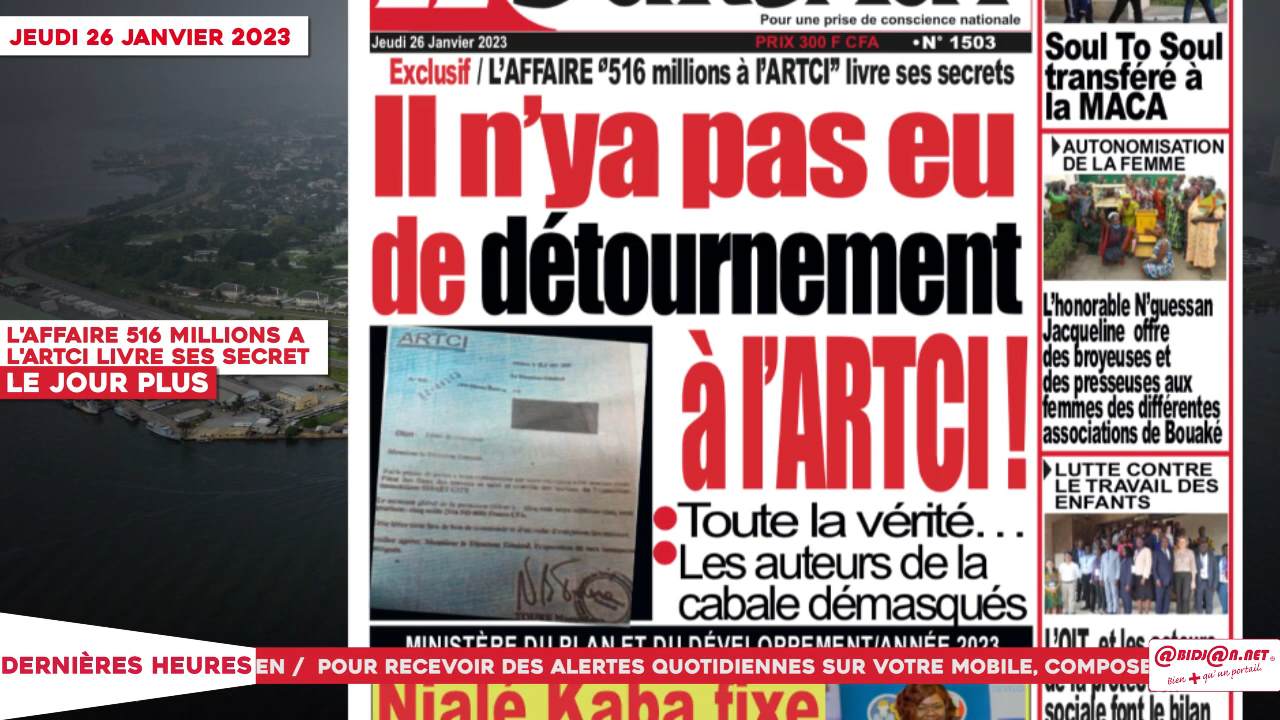 JEUDI 26 JANVIER 2023
Pour une prise de conscience nationale
Jeudi 26 Janvier 2023 PRIX 300 F CFA •N° 1503
Exclusif / L'AFFAIRE "516 millions à l'ARTCI" livre ses secrets
Il n'ya pas eu
de détournement
à l'ARTCI !
ARTCI
Toute la vérité...
Les auteurs de la
cabale démasqués
MINISTÈRE DU PLAN ET DU DÉVELOPPEMENT/ANNÉE 2023
Niale Kaba fixe
Soul To Soul
transféré à
la MACA
AUTONOMISATION
DE LA FEMME
L'honorable N'guessan
Jacqueline offre
des broyeuses et
des presseuses aux
femmes des différentes
associations de Bouaké
LUTTE CONTRE
LE TRAVAIL DES
ENFANTS
L'OIT et les
sociale font le bilan
L'AFFAIRE 516 MILLIONS A
L'ARTCI LIVRE SES SECRET
LE JOUR PLUS
DERNIÈRES HEURES
EN / POUR RECEVOIR DES ALERTES QUOTIDIENNES SUR VOTRE MOBILE, COMPOSE
@BIDJ@N.NET
Bien + qu'un portail